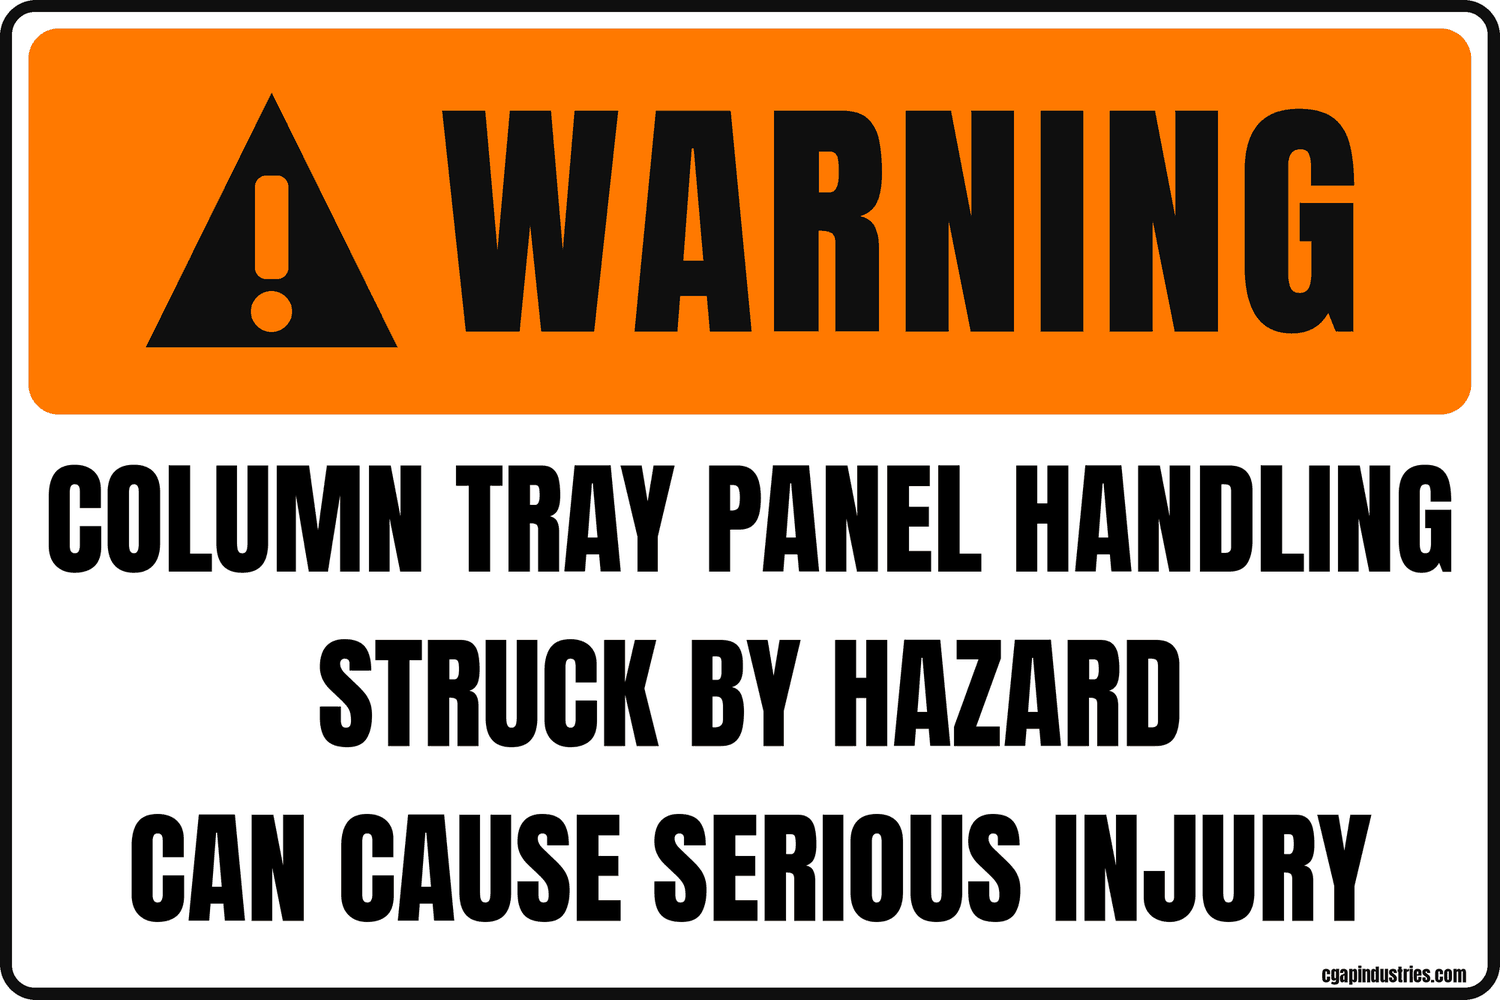 WARNING
COLUMN TRAY PANEL HANDLING
STRUCK BY HAZARD
CAN CAUSE SERIOUS INJURY
cgapindustries.com